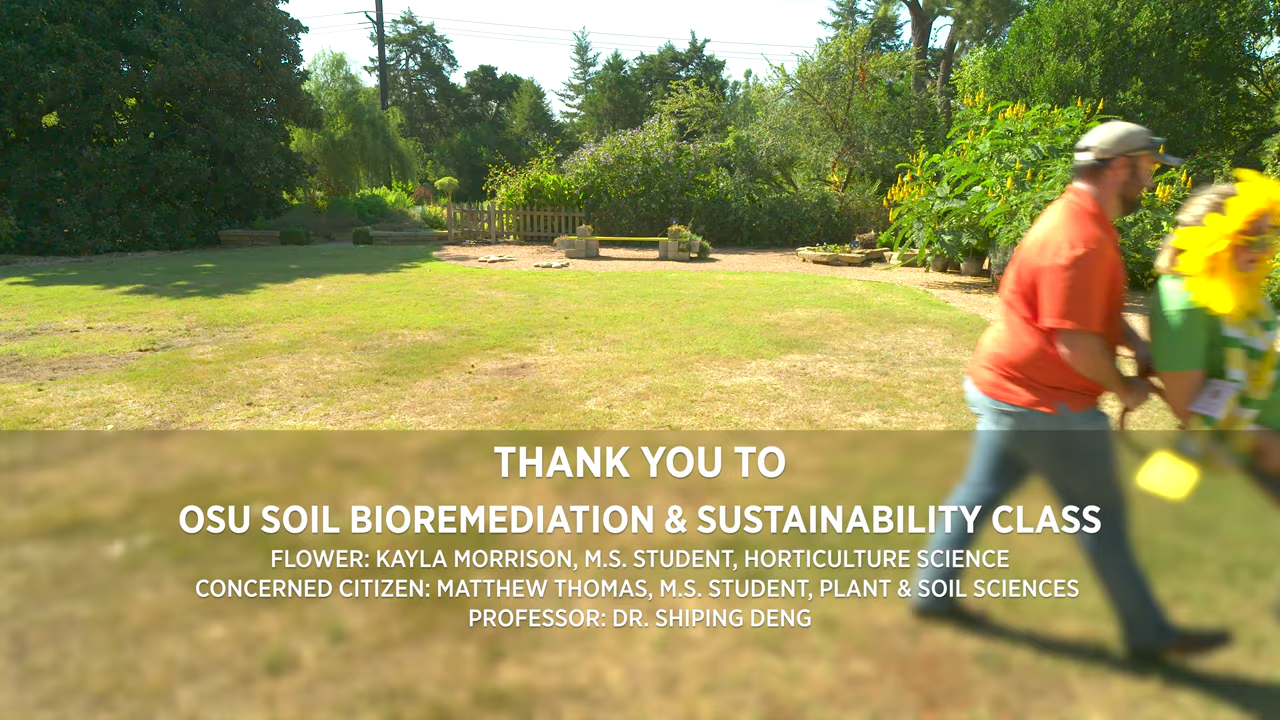 THANK YOU TO
OSU SOIL BIOREMEDIATION & SUSTAINABILITY CLASS
FLOWER: KAYLA MORRISON, M.S. STUDENT, HORTICULTURE SCIENCE
CONCERNED CITIZEN: MATTHEW THOMAS, M.S. STUDENT, PLANT & SOIL SCIENCES
PROFESSOR: DR. SHIPING DENG